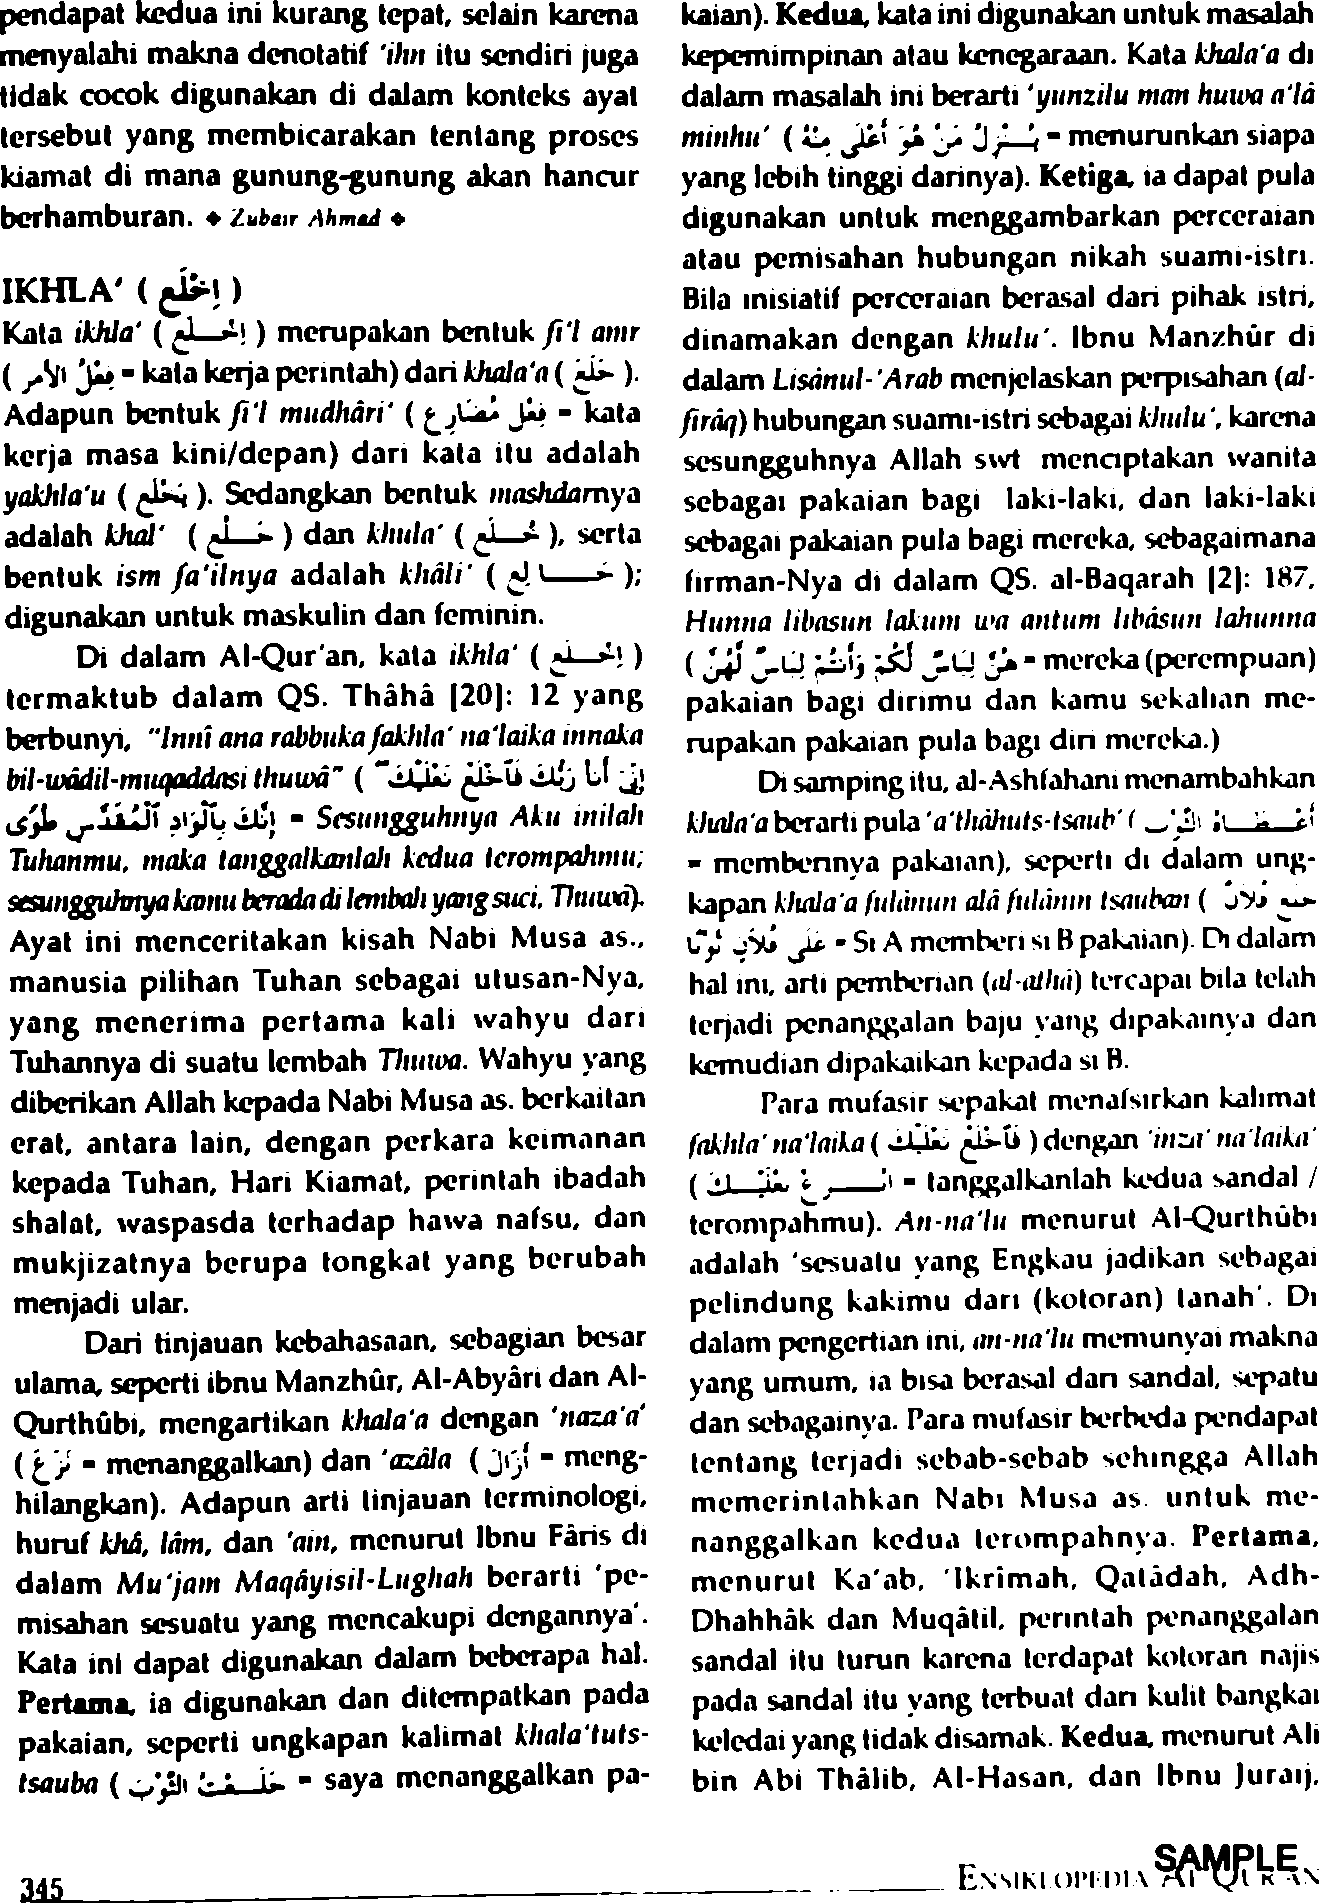 pendapat kedua ini kurang tepat, selain karena
menyalahi makna denotatif 'ihn itu sendiri juga
tidak cocok digunakan di dalam konteks ayat
tersebut yang membicarakan tentang proses
kiamat di mana gunung-gunung akan hancur
berhamburan. ♦ Zubair Ahmad ♦
IKHLA' ( إِخْلَعْ )
Kata ikhla' ( إِخْلَعْ ) merupakan bentuk fi'l amr
( فِعْلُ الأَمْرِ = kata kerja perintah) dari khala'a ( خَلَعَ ).
Adapun bentuk fi'l mudhâri' ( فِعْل مُضَارِع = kata
kerja masa kini/depan) dari kata itu adalah
yakhla'u ( يَخْلَعُ ). Sedangkan bentuk mashdarnya
adalah khal' ( خَلْع ) dan khula' ( خُلَع ), serta
bentuk ism fa'ilnya adalah khâli' ( خَالِع );
digunakan untuk maskulin dan feminin.
Di dalam Al-Qur'an, kata ikhla' ( إِخْلَعْ )
termaktub dalam QS. Thâhâ [20]: 12 yang
berbunyi, "Innî ana rabbuka fakhla' na'laika innaka
bil-wâdil-muqaddasi thuwâ" ( إِنِّى أَنَا رَبُّكَ فَاخْلَعْ نَعْلَيْكَ
إِنَّكَ بِالْوَادِ الْمُقَدَّسِ طُوًى = Sesungguhnya Aku inilah
Tuhanmu, maka tanggalkanlah kedua terompahmu;
sesungguhnya kamu berada di lembah yang suci, Thuwa).
Ayat ini menceritakan kisah Nabi Musa as.,
manusia pilihan Tuhan sebagai utusan-Nya,
yang menerima pertama kali wahyu dari
Tuhannya di suatu lembah Thuwa. Wahyu yang
diberikan Allah kepada Nabi Musa as. berkaitan
erat, antara lain, dengan perkara keimanan
kepada Tuhan, Hari Kiamat, perintah ibadah
shalat, waspasda terhadap hawa nafsu, dan
mukjizatnya berupa tongkat yang berubah
menjadi ular.
Dari tinjauan kebahasaan, sebagian besar
ulama, seperti ibnu Manzhûr, Al-Abyâri dan Al-
Qurthûbi, mengartikan khala'a dengan 'naza'a'
( نَزَعَ = menanggalkan) dan 'azâla ( أَزَالَ = meng-
hilangkan). Adapun arti tinjauan terminologi,
huruf khâ, lâm, dan 'ain, menurut Ibnu Fâris di
dalam Mu'jam Maqâyisil-Lughah berarti 'pe-
misahan sesuatu yang mencakupi dengannya'.
Kata ini dapat digunakan dalam beberapa hal.
Pertama, ia digunakan dan ditempatkan pada
pakaian, seperti ungkapan kalimat khala'tuts-
tsauba ( خَلَعْتُ الثَّوْبَ = saya menanggalkan pa-
kaian). Kedua, kata ini digunakan untuk masalah
kepemimpinan atau kenegaraan. Kata khala'a di
dalam masalah ini berarti 'yunzilu man huwa a'lâ
minhu' ( يُنْزِلُ مَنْ هُوَ أَعْلَى مِنْهُ = menurunkan siapa
yang lebih tinggi darinya). Ketiga, ia dapat pula
digunakan untuk menggambarkan perceraian
atau pemisahan hubungan nikah suami-istri.
Bila inisiatif perceraian berasal dari pihak istri,
dinamakan dengan khulu'. Ibnu Manzhûr di
dalam Lisânul-'Arab menjelaskan perpisahan (al-
firâq) hubungan suami-istri sebagai khulu', karena
sesungguhnya Allah swt menciptakan wanita
sebagai pakaian bagi laki-laki, dan laki-laki
sebagai pakaian pula bagi mereka, sebagaimana
firman-Nya di dalam QS. al-Baqarah [2]: 187,
Hunna libasun lakum wa antum libâsun lahunna
( هُنَّ لِبَاسٌ لَكُمْ وَأَنْتُمْ لِبَاسٌ لَهُنَّ = mereka (perempuan)
pakaian bagi dirimu dan kamu sekalian me-
rupakan pakaian pula bagi diri mereka.)
Di samping itu, al-Ashfahani menambahkan
khala'a berarti pula 'a'thâhuts-tsaub' ( أَعْطَاهُ الثَّوْبَ
= memberinya pakaian), seperti di dalam ung-
kapan khala'a fulânun alâ fulânin tsauban ( خَلَعَ فُلاَنٌ
عَلَى فُلاَنٍ ثَوْبًا = Si A memberi si B pakaian). Di dalam
hal ini, arti pemberian (al-athâ) tercapai bila telah
terjadi penanggalan baju yang dipakainya dan
kemudian dipakaikan kepada si B.
Para mufasir sepakat menafsirkan kalimat
fakhla' na'laika ( فَاخْلَعْ نَعْلَيْكَ ) dengan 'inza' na'laika'
( انْزِعْ نَعْلَيْكَ = tanggalkanlah kedua sandal /
terompahmu). An-na'lu menurut Al-Qurthûbi
adalah 'sesuatu yang Engkau jadikan sebagai
pelindung kakimu dari (kotoran) tanah'. Di
dalam pengertian ini, an-na'lu memunyai makna
yang umum, ia bisa berasal dari sandal, sepatu
dan sebagainya. Para mufasir berbeda pendapat
tentang terjadi sebab-sebab sehingga Allah
memerintahkan Nabi Musa as. untuk me-
nanggalkan kedua terompahnya. Pertama,
menurut Ka'ab, 'Ikrimah, Qatâdah, Adh-
Dhahhâk dan Muqâtil, perintah penanggalan
sandal itu turun karena terdapat kotoran najis
pada sandal itu yang terbuat dari kulit bangkai
keledai yang tidak disamak. Kedua, menurut Ali
bin Abi Thâlib, Al-Hasan, dan Ibnu Juraij,
345
ENSIKLOPEDIA AL-QUR'AN
SAMPLE